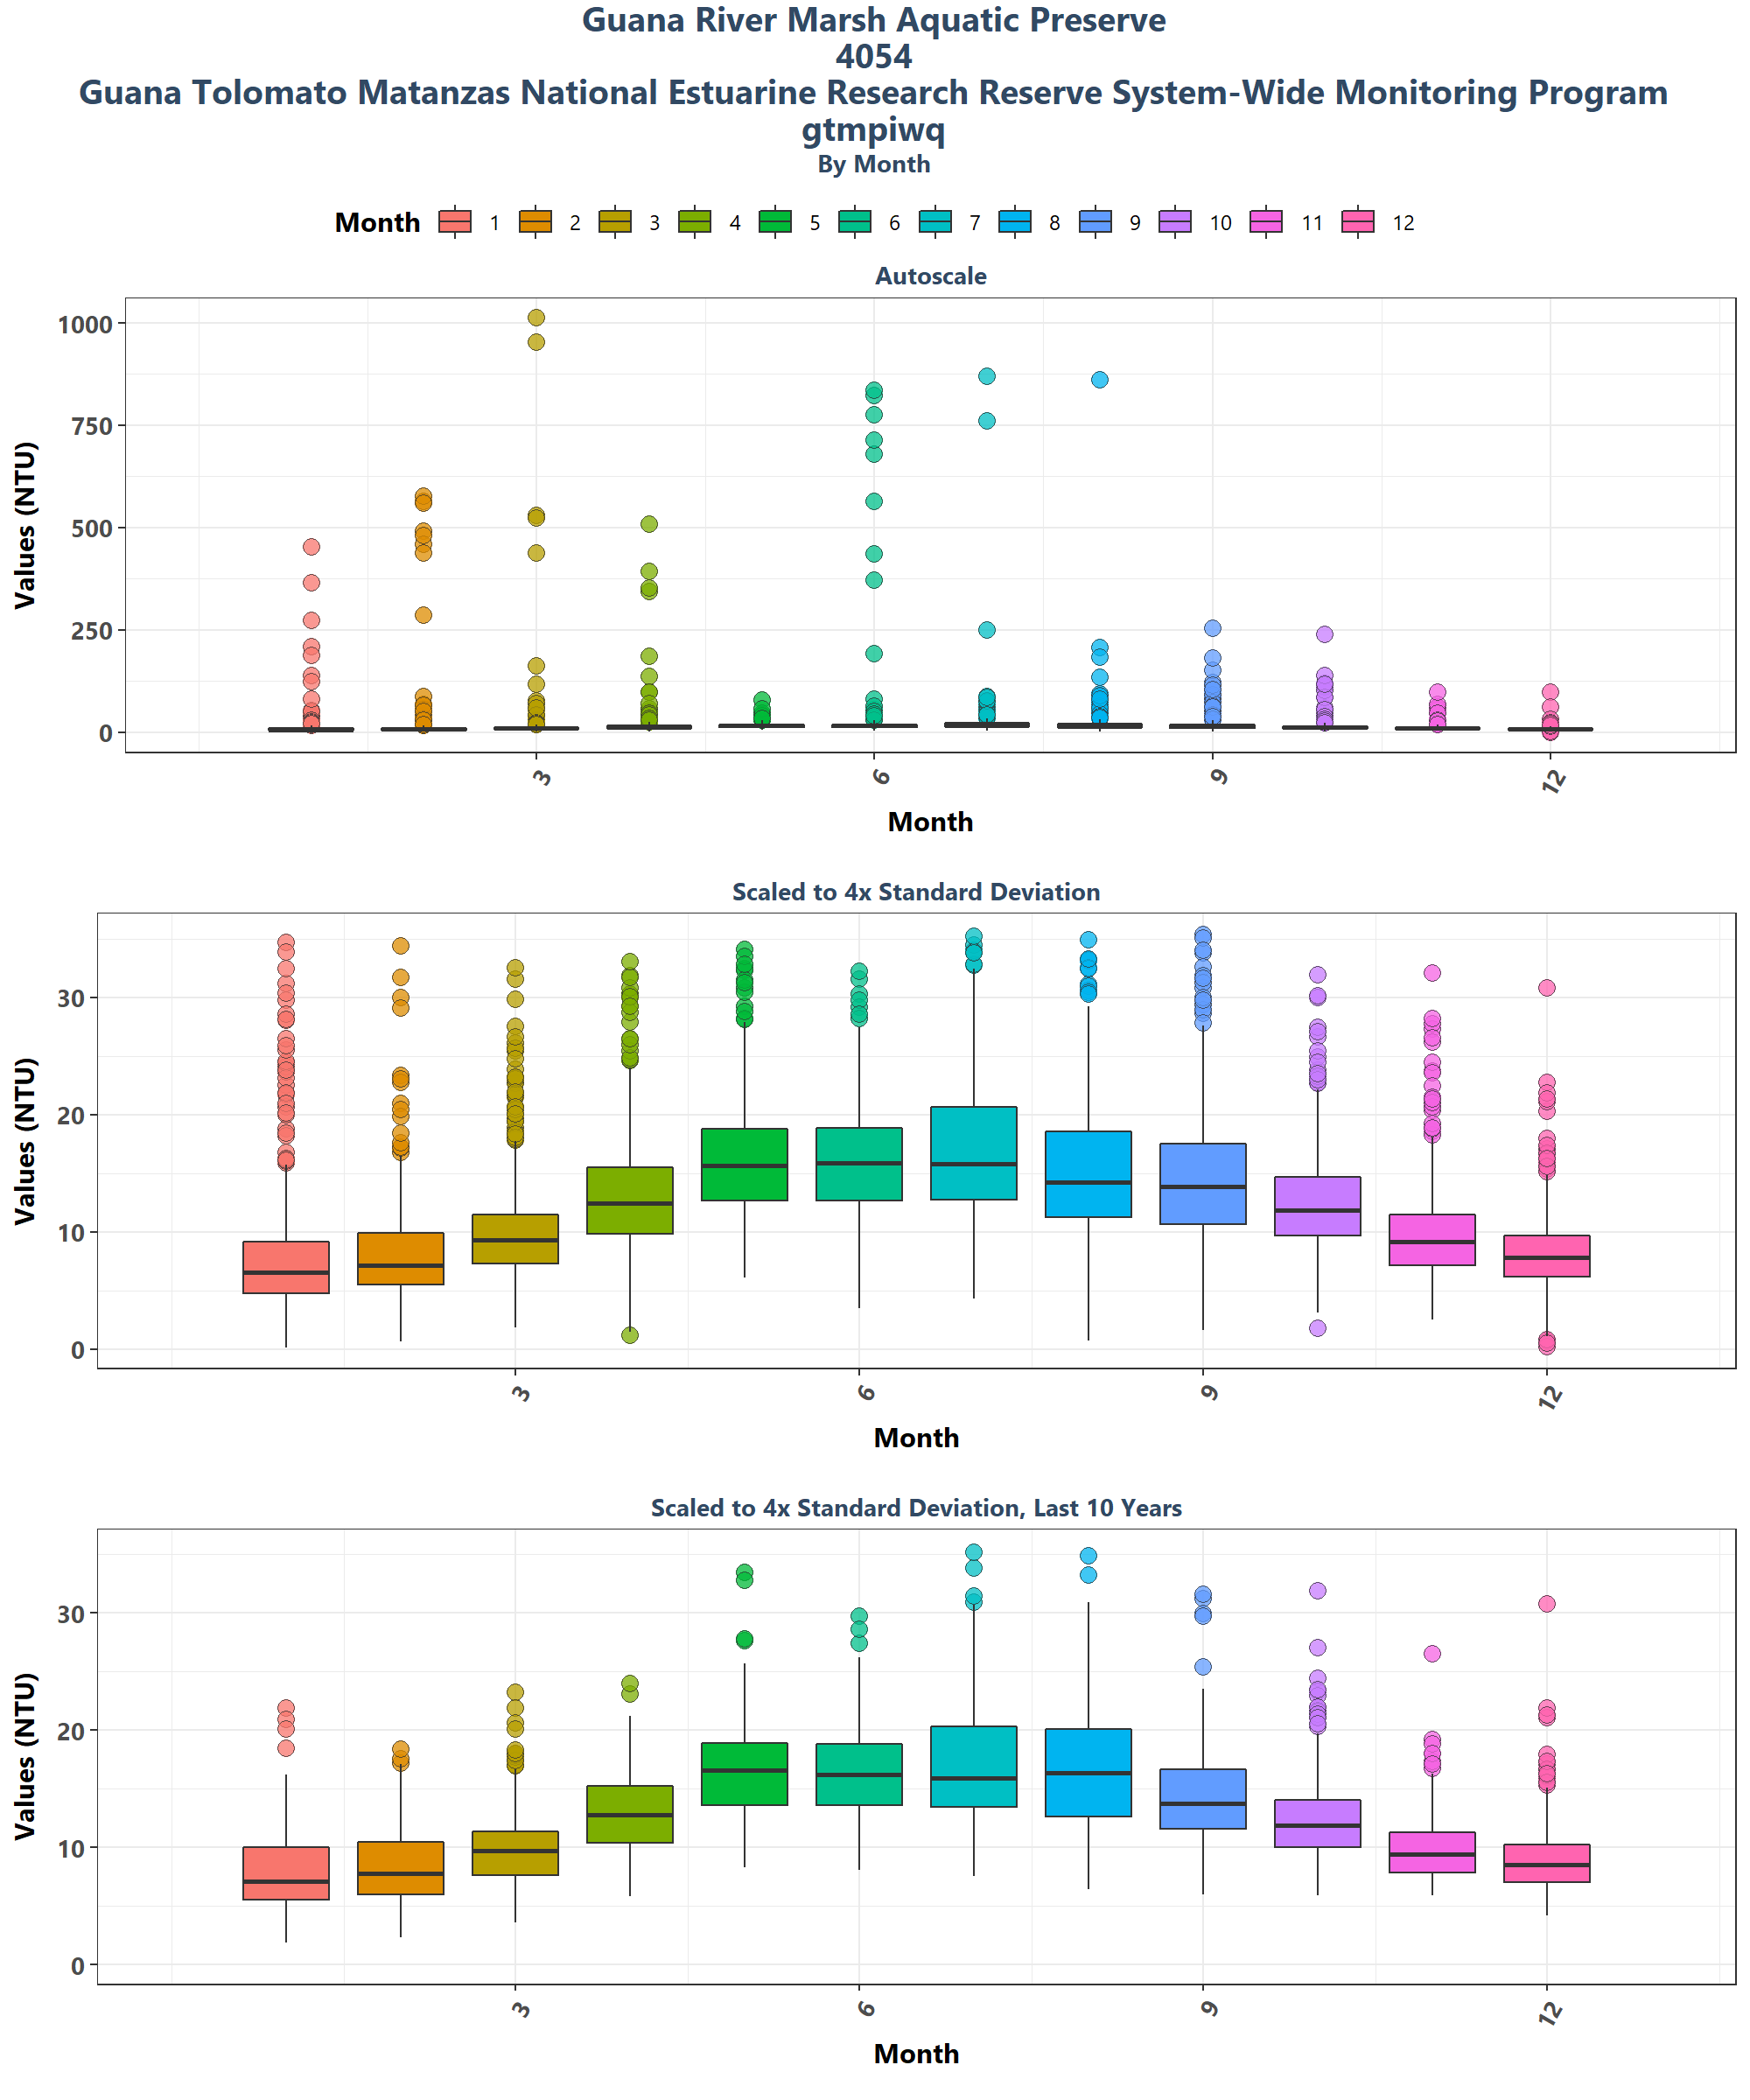 Guana River Marsh Aquatic Preserve
4054
Guana Tolomato Matanzas National Estuarine Research Reserve System-Wide Monitoring Program
gtmpiwq
By Month
Month 1 2 3 4 5 6 7 8 9 10 11 12
Autoscale
Values (NTU)
1000
750
500
250
0
3 6 9 12
Month
Scaled to 4x Standard Deviation
Values (NTU)
30
20
10
0
3 6 9 12
Month
Scaled to 4x Standard Deviation, Last 10 Years
Values (NTU)
30
20
10
0
3 6 9 12
Month